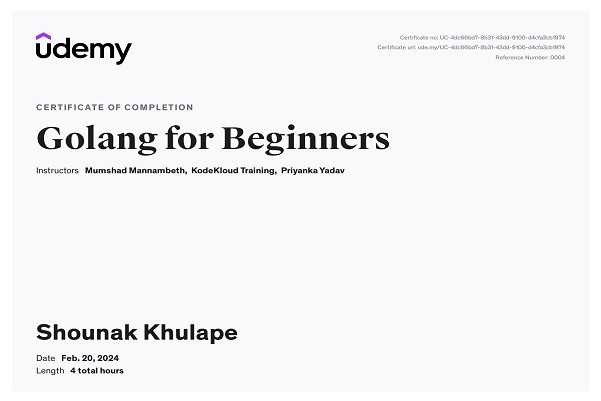 udemy
Certificate no: UC-4dc66bd7-8b31-43dd-9100-d4cfa3cb1974
Certificate url: ude.my/UC-4dc66bd7-8b31-43dd-9100-d4cfa3cb1974
Reference Number: 0004
CERTIFICATE OF COMPLETION
Golang for Beginners
Instructors Mumshad Mannambeth, KodeKloud Training, Priyanka Yadav
Shounak Khulape
Date Feb. 20, 2024
Length 4 total hours